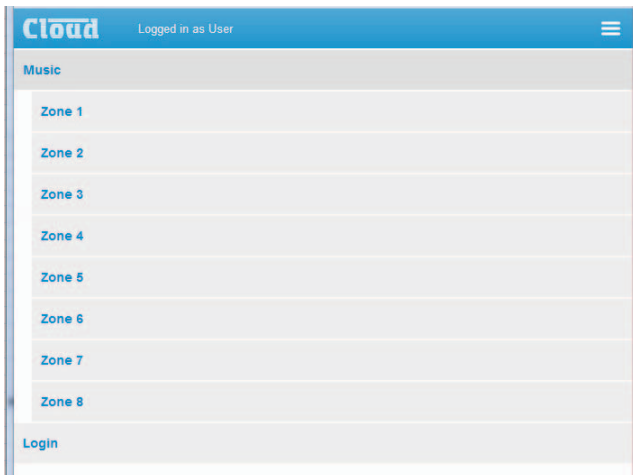 Cloud Logged in as User
Music
Zone 1
Zone 2
Zone 3
Zone 4
Zone 5
Zone 6
Zone 7
Zone 8
Login